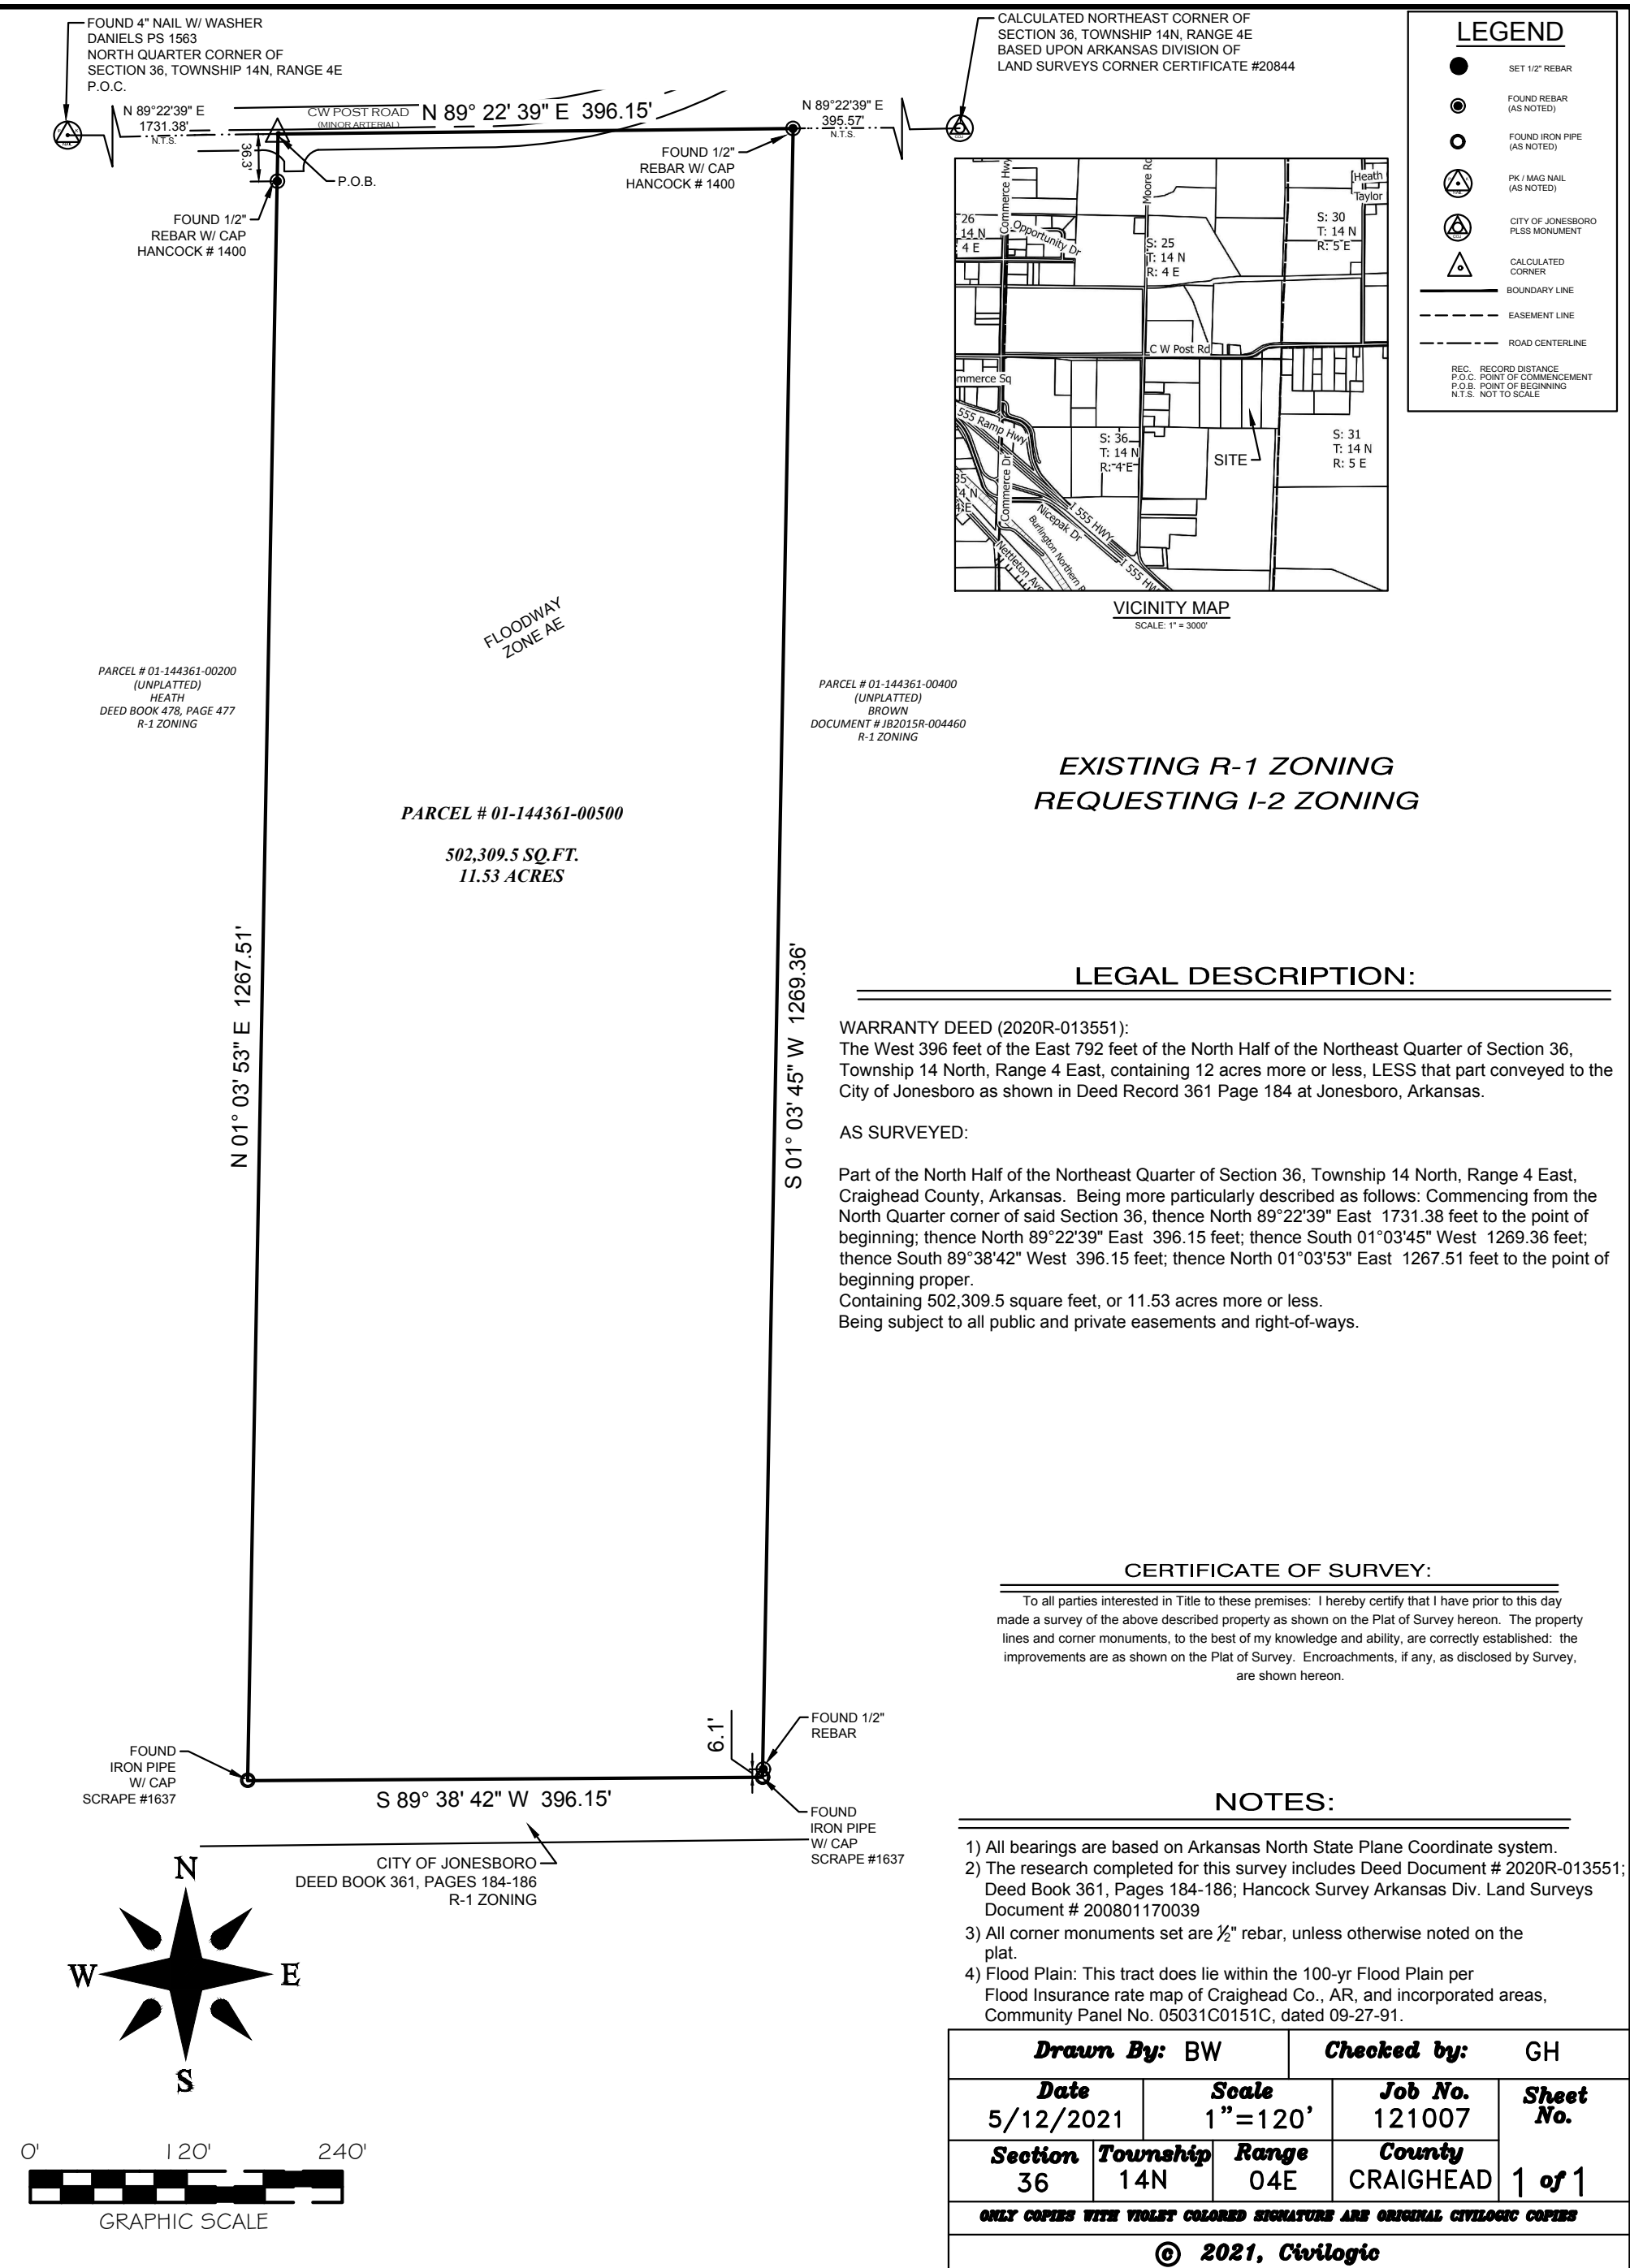 FOUND 4" NAIL W/ WASHER
DANIELS PS 1563
NORTH QUARTER CORNER OF
SECTION 36, TOWNSHIP 14N, RANGE 4E
P.O.C.
N 89°22'39" E
1731.38'
N.T.S.
CW POST ROAD
(MINOR ARTERIAL)
N 89° 22' 39" E 396.15'
N 89°22'39" E
395.57'
N.T.S.
CALCULATED NORTHEAST CORNER OF
SECTION 36, TOWNSHIP 14N, RANGE 4E
BASED UPON ARKANSAS DIVISION OF
LAND SURVEYS CORNER CERTIFICATE #20844
36.3'
P.O.B.
FOUND 1/2"
REBAR W/ CAP
HANCOCK # 1400
FOUND 1/2"
REBAR W/ CAP
HANCOCK # 1400
LEGEND
SET 1/2" REBAR
FOUND REBAR
(AS NOTED)
FOUND IRON PIPE
(AS NOTED)
PK / MAG NAIL
(AS NOTED)
CITY OF JONESBORO
PLSS MONUMENT
CALCULATED
CORNER
BOUNDARY LINE
EASEMENT LINE
ROAD CENTERLINE
REC. RECORD DISTANCE
P.O.C. POINT OF COMMENCEMENT
P.O.B. POINT OF BEGINNING
N.T.S. NOT TO SCALE
26
14 N
4 E
Commerce Hwy
Opportunity Dr
Moore Rd
S: 25
T: 14 N
R: 4 E
Heath
Taylor
S: 30
T: 14 N
R: 5 E
C W Post Rd
mmerce Sq
555 Ramp Hwy
Commerce Dr
S: 36
T: 14 N
R: 4 E
SITE
S: 31
T: 14 N
R: 5 E
35
14 N
4 E
I 555 HWY
Nicepak Dr
Burlington Northern R
I 555 HW
Nettleton Ave
VICINITY MAP
SCALE: 1" = 3000'
FLOODWAY
ZONE AE
PARCEL # 01-144361-00200
(UNPLATTED)
HEATH
DEED BOOK 478, PAGE 477
R-1 ZONING
PARCEL # 01-144361-00400
(UNPLATTED)
BROWN
DOCUMENT # JB2015R-004460
R-1 ZONING
EXISTING R-1 ZONING
REQUESTING I-2 ZONING
PARCEL # 01-144361-00500
502,309.5 SQ.FT.
11.53 ACRES
N 01° 03' 53" E 1267.51'
S 01° 03' 45" W 1269.36'
LEGAL DESCRIPTION:
WARRANTY DEED (2020R-013551):
The West 396 feet of the East 792 feet of the North Half of the Northeast Quarter of Section 36,
Township 14 North, Range 4 East, containing 12 acres more or less, LESS that part conveyed to the
City of Jonesboro as shown in Deed Record 361 Page 184 at Jonesboro, Arkansas.
AS SURVEYED:
Part of the North Half of the Northeast Quarter of Section 36, Township 14 North, Range 4 East,
Craighead County, Arkansas. Being more particularly described as follows: Commencing from the
North Quarter corner of said Section 36, thence North 89°22'39" East 1731.38 feet to the point of
beginning; thence North 89°22'39" East 396.15 feet; thence South 01°03'45" West 1269.36 feet;
thence South 89°38'42" West 396.15 feet; thence North 01°03'53" East 1267.51 feet to the point of
beginning proper.
Containing 502,309.5 square feet, or 11.53 acres more or less.
Being subject to all public and private easements and right-of-ways.
CERTIFICATE OF SURVEY:
To all parties interested in Title to these premises: I hereby certify that I have prior to this day
made a survey of the above described property as shown on the Plat of Survey hereon. The property
lines and corner monuments, to the best of my knowledge and ability, are correctly established: the
improvements are as shown on the Plat of Survey. Encroachments, if any, as disclosed by Survey,
are shown hereon.
6.1'
FOUND 1/2"
REBAR
FOUND
IRON PIPE
W/ CAP
SCRAPE #1637
S 89° 38' 42" W 396.15'
FOUND
IRON PIPE
W/ CAP
SCRAPE #1637
CITY OF JONESBORO
DEED BOOK 361, PAGES 184-186
R-1 ZONING
NOTES:
1) All bearings are based on Arkansas North State Plane Coordinate system.
2) The research completed for this survey includes Deed Document # 2020R-013551;
Deed Book 361, Pages 184-186; Hancock Survey Arkansas Div. Land Surveys
Document # 200801170039
3) All corner monuments set are ½" rebar, unless otherwise noted on the
plat.
4) Flood Plain: This tract does lie within the 100-yr Flood Plain per
Flood Insurance rate map of Craighead Co., AR, and incorporated areas,
Community Panel No. 05031C0151C, dated 09-27-91.
N
W
E
S
0' 120' 240'
GRAPHIC SCALE
Drawn By: BW Checked by: GH
Date Scale Job No. Sheet No.
5/12/2021 1"=120' 121007
Section Township Range County
36 14N 04E CRAIGHEAD 1 of 1
ONLY COPIES WITH VIOLET COLORED SIGNATURE ARE ORIGINAL CIVILOGIC COPIES
© 2021, Civilogic